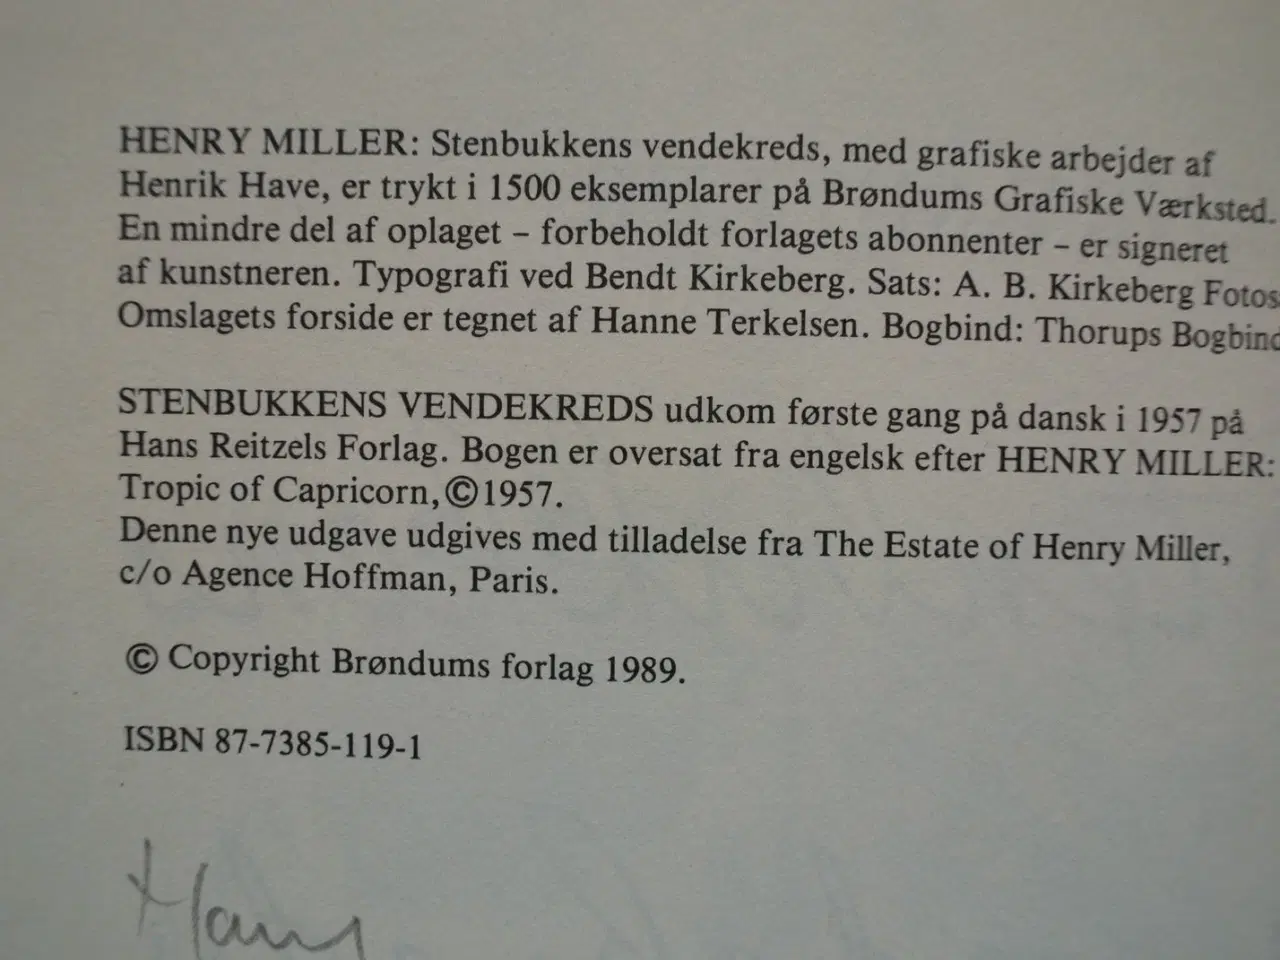 HENRY MILLER: Stenbukkens vendekreds, med grafiske arbejder af
Henrik Have, er trykt i 1500 eksemplarer på Brøndums Grafiske Værksted.
En mindre del af oplaget – forbeholdt forlagets abonnenter – er signeret
af kunstneren. Typografi ved Bendt Kirkeberg. Sats: A. B. Kirkeberg Fotos
Omslagets forside er tegnet af Hanne Terkelsen. Bogbind: Thorups Bogbind
STENBUKKENS VENDEKREDS udkom første gang på dansk i 1957 på
Hans Reitzels Forlag. Bogen er oversat fra engelsk efter HENRY MILLER:
Tropic of Capricorn, © 1957.
Denne nye udgave udgives med tilladelse fra The Estate of Henry Miller,
c/o Agence Hoffman, Paris.
© Copyright Brøndums forlag 1989.
ISBN 87-7385-119-1